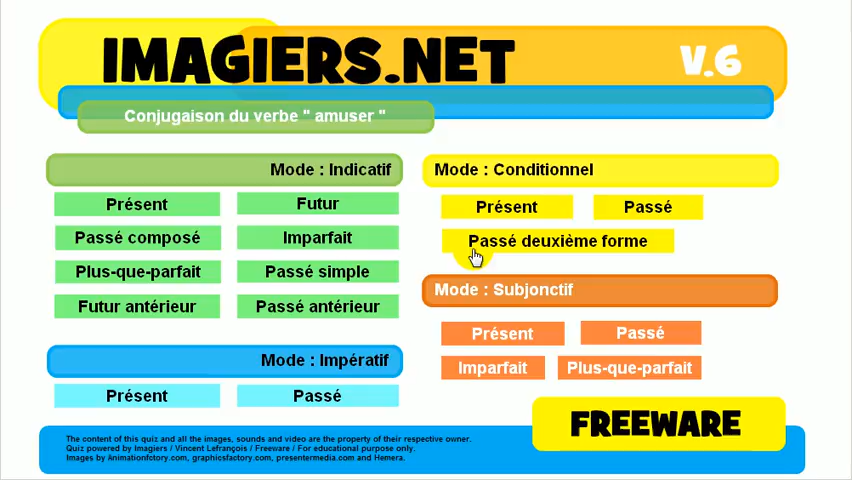 IMAGIERS.NET
V.6
Conjugaison du verbe " amuser "
Mode : Indicatif
Présent
Futur
Passé composé
Imparfait
Plus-que-parfait
Passé simple
Futur antérieur
Passé antérieur
Mode : Impératif
Présent
Passé
Mode : Conditionnel
Présent
Passé
Passé deuxième forme
Mode : Subjonctif
Présent
Passé
Imparfait
Plus-que-parfait
FREEWARE
The content of this quiz and all the images, sounds and video are the property of their respective owner.
Quiz powered by Imagiers / Vincent Lefrançois / Freeware / For educational purpose only.
Images by Animationfctory.com, graphicsfactory.com, presentermedia.com and Hemera.